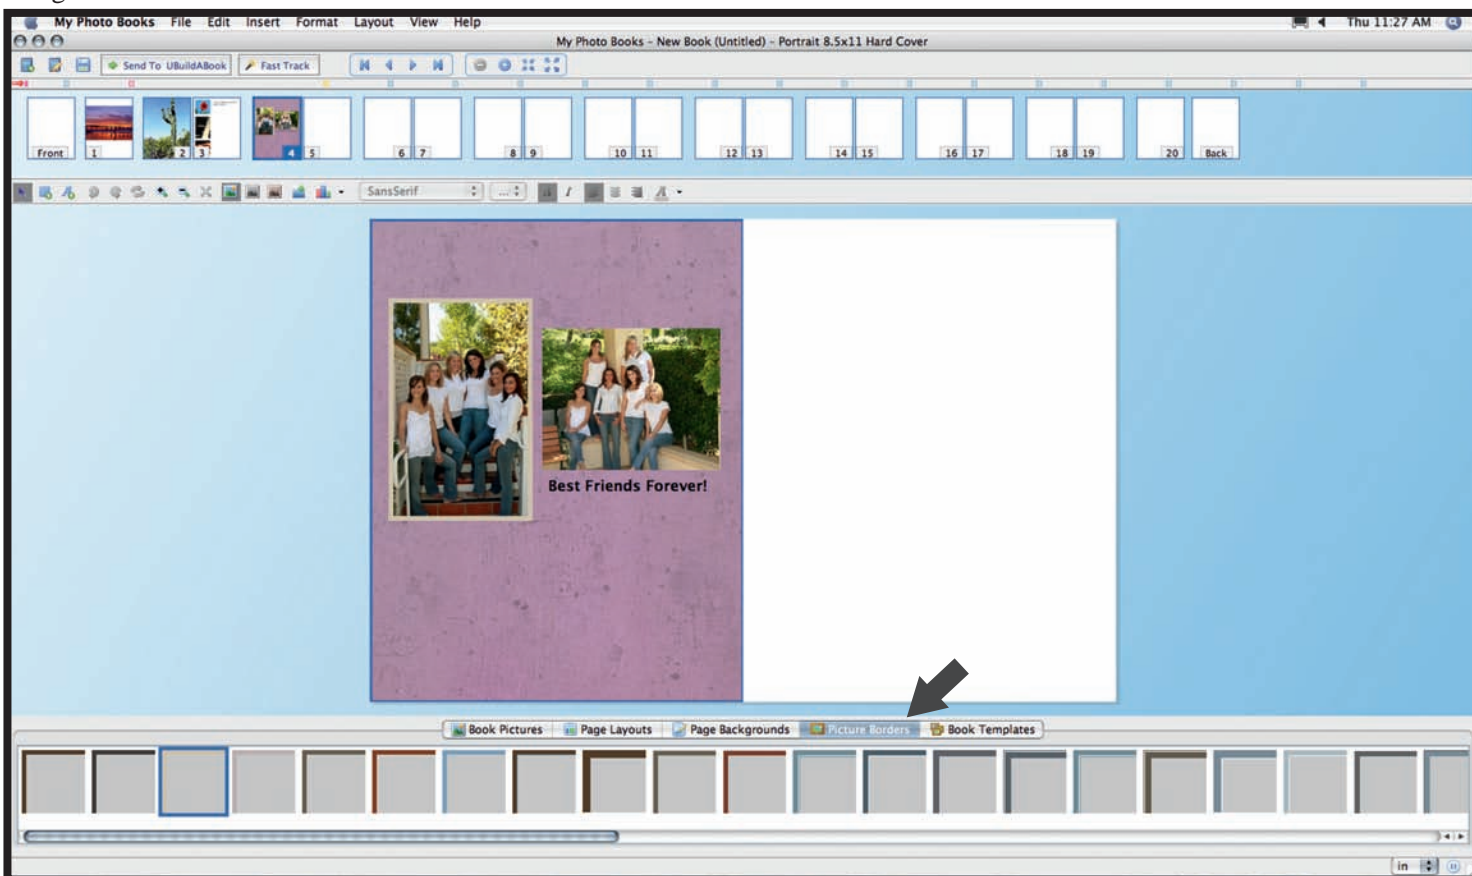 My Photo Books File Edit Insert Format Layout View Help Thu 11:27 AM
My Photo Books - New Book (Untitled) - Portrait 8.5x11 Hard Cover
Send To UBuildABook Fast Track
Front 1 2 3 4 5 6 7 8 9 10 11 12 13 14 15 16 17 18 19 20 Back
SansSerif ... I A
Best Friends Forever!
Book Pictures Page Layouts Page Backgrounds Picture Borders Book Templates
in